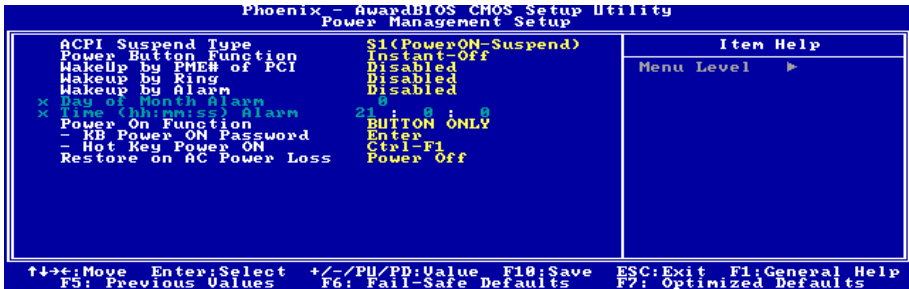 Phoenix - AwardBIOS CMOS Setup Utility
Power Management Setup
ACPI Suspend Type S1(PowerON-Suspend) Item Help
Power Button Function Instant-Off
WakeUp by PME# of PCI Disabled Menu Level ▶
Wakeup by Ring Disabled
Wakeup by Alarm Disabled
x Day of Month Alarm 0
x Time (hh:mm:ss) Alarm 21 : 0 : 0
Power On Function BUTTON ONLY
- KB Power ON Password Enter
- Hot Key Power ON Ctrl-F1
Restore on AC Power Loss Power Off
↑↓→←:Move Enter:Select +/-/PU/PD:Value F10:Save ESC:Exit F1:General Help
F5: Previous Values F6: Fail-Safe Defaults F7: Optimized Defaults